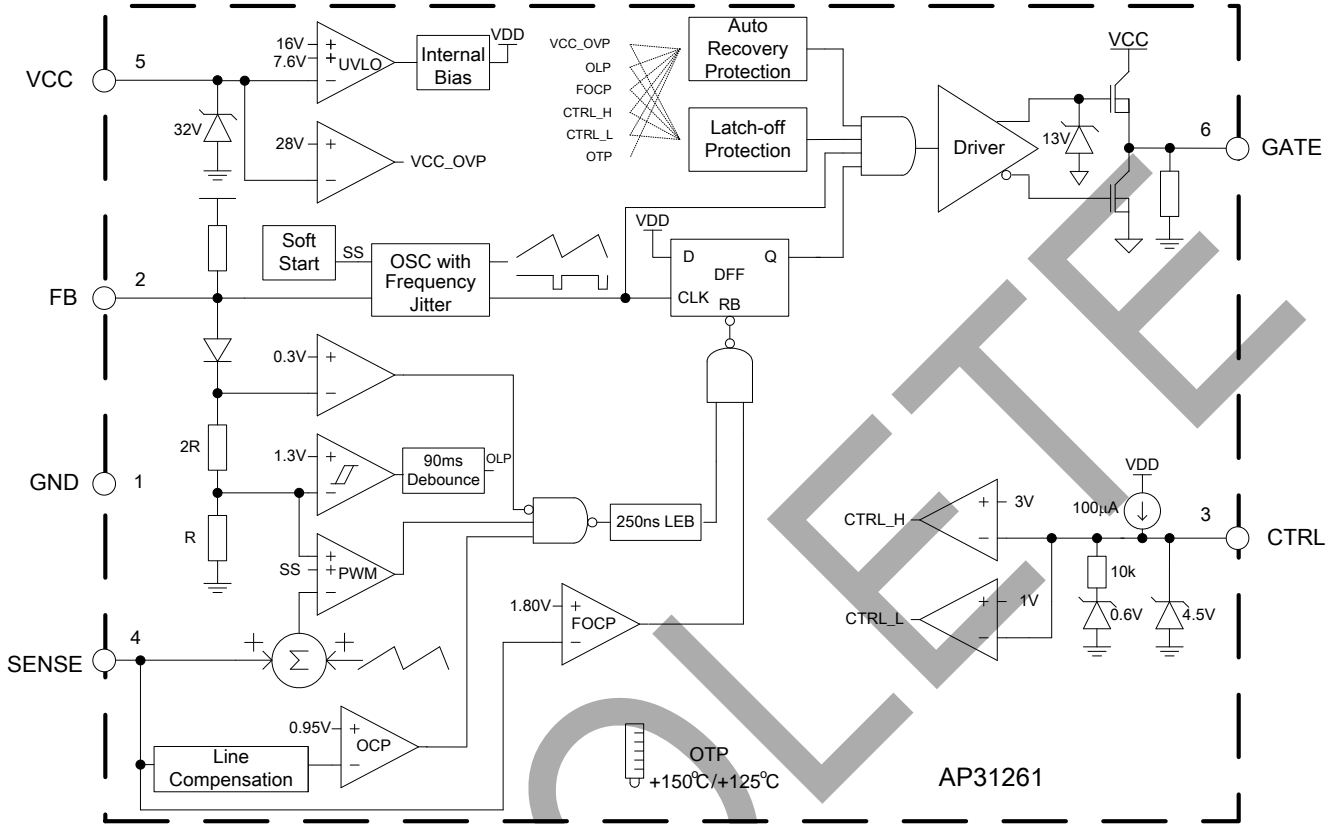 VCC
5
16V
7.6V
+
+
−
UVLO
Internal
Bias
VDD
32V
28V
+
−
VCC_OVP
VCC_OVP
OLP
FOCP
CTRL_H
CTRL_L
OTP
Auto
Recovery
Protection
Latch-off
Protection
Driver
VCC
13V
6
GATE
FB
2
Soft
Start
SS
OSC with
Frequency
Jitter
VDD
D
Q
DFF
CLK
RB
0.3V
+
−
GND
1
2R
1.3V
+
−
90ms
Debounce
OLP
R
SS
+
+
−
PWM
250ns LEB
SENSE
4
+
Σ
+
1.80V
+
−
FOCP
0.95V
+
−
OCP
Line
Compensation
CTRL_H
+
−
3V
VDD
100µA
3
CTRL
CTRL_L
+
−
1V
10k
0.6V
4.5V
OTP
+150°C/+125°C
AP31261
OLETE